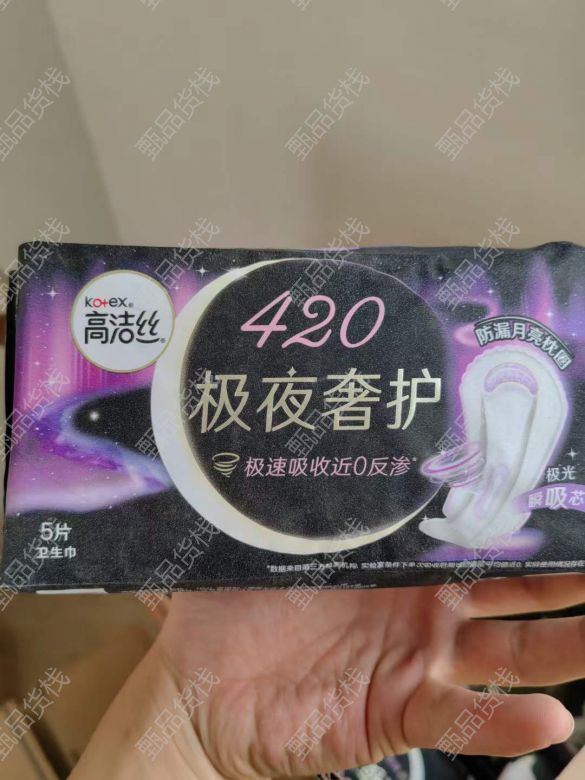 kotex®
高洁丝®
420
极夜奢护
极速吸收近0反渗*
防漏月亮枕圈
极光
瞬吸芯
5片
卫生巾
甄品货栈